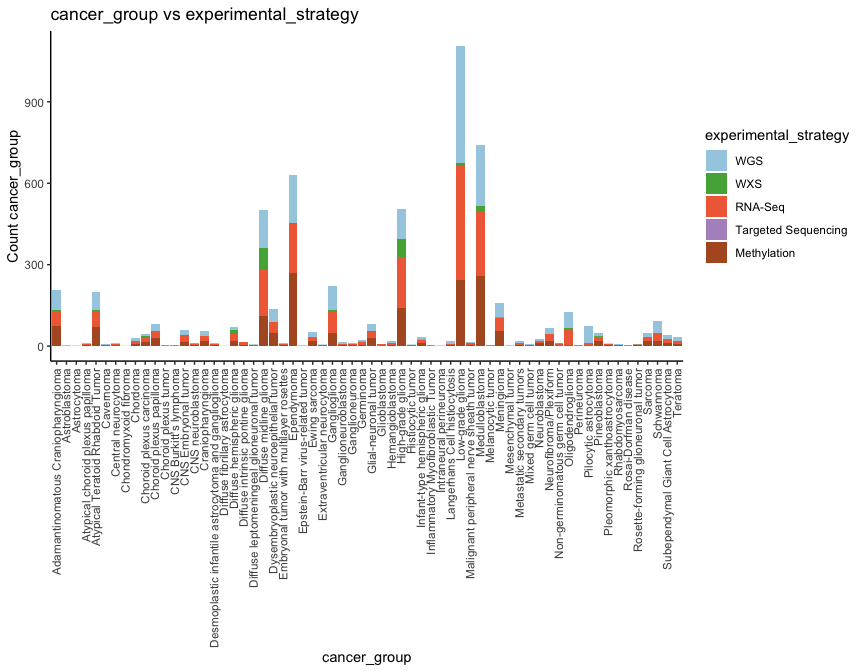 cancer_group vs experimental_strategy
Count cancer_group
900
600
300
0
experimental_strategy
WGS
WXS
RNA-Seq
Targeted Sequencing
Methylation
Adamantinomatous Craniopharyngioma
Astroblastoma
Astrocytoma
Atypical choroid plexus papilloma
Atypical Teratoid Rhabdoid Tumor
Cavernoma
Central neurocytoma
Chondromyxoid fibroma
Chordoma
Choroid plexus carcinoma
Choroid plexus papilloma
Choroid plexus tumor
CNS Burkitt's lymphoma
CNS Embryonal tumor
CNS neuroblastoma
Craniopharyngioma
Desmoplastic infantile astrocytoma and ganglioglioma
Diffuse fibrillary astrocytoma
Diffuse hemispheric glioma
Diffuse intrinsic pontine glioma
Diffuse leptomeningeal glioneuronal tumor
Diffuse midline glioma
Dysembryoplastic neuroepithelial tumor
Embryonal tumor with multilayer rosettes
Ependymoma
Epstein-Barr virus-related tumor
Ewing sarcoma
Extraventricular neurocytoma
Ganglioglioma
Ganglioneuroblastoma
Ganglioneuroma
Germinoma
Glial-neuronal tumor
Glioblastoma
Hemangioblastoma
High-grade glioma
Histiocytic tumor
Infant-type hemispheric glioma
Inflammatory Myofibroblastic Tumor
Intraneural perineuroma
Langerhans Cell histiocytosis
Low-grade glioma
Malignant peripheral nerve sheath tumor
Medulloblastoma
Melanocytic tumor
Meningioma
Mesenchymal tumor
Metastatic secondary tumors
Mixed germ cell tumor
Neuroblastoma
Neurofibroma/Plexiform
Non-germinomatous germ cell tumor
Oligodendroglioma
Perineuroma
Pilocytic astrocytoma
Pineoblastoma
Pleomorphic xanthoastrocytoma
Rhabdomyosarcoma
Rosai-Dorfman disease
Rosette-forming glioneuronal tumor
Sarcoma
Schwannoma
Subependymal Giant Cell Astrocytoma
Teratoma
cancer_group